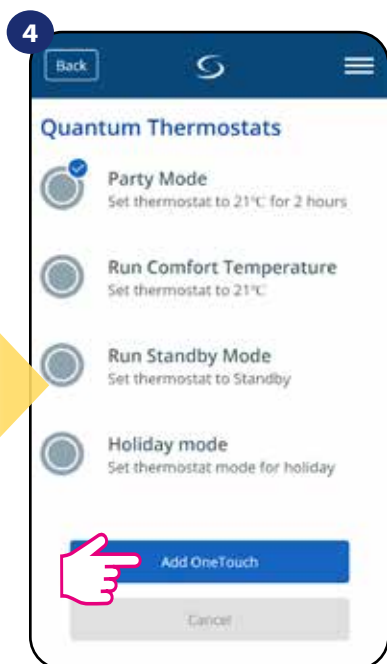 4
Back
Quantum Thermostats
Party Mode
Set thermostat to 21°C for 2 hours
Run Comfort Temperature
Set thermostat to 21°C
Run Standby Mode
Set thermostat to Standby
Holiday mode
Set thermostat mode for holiday
Add OneTouch
Cancel